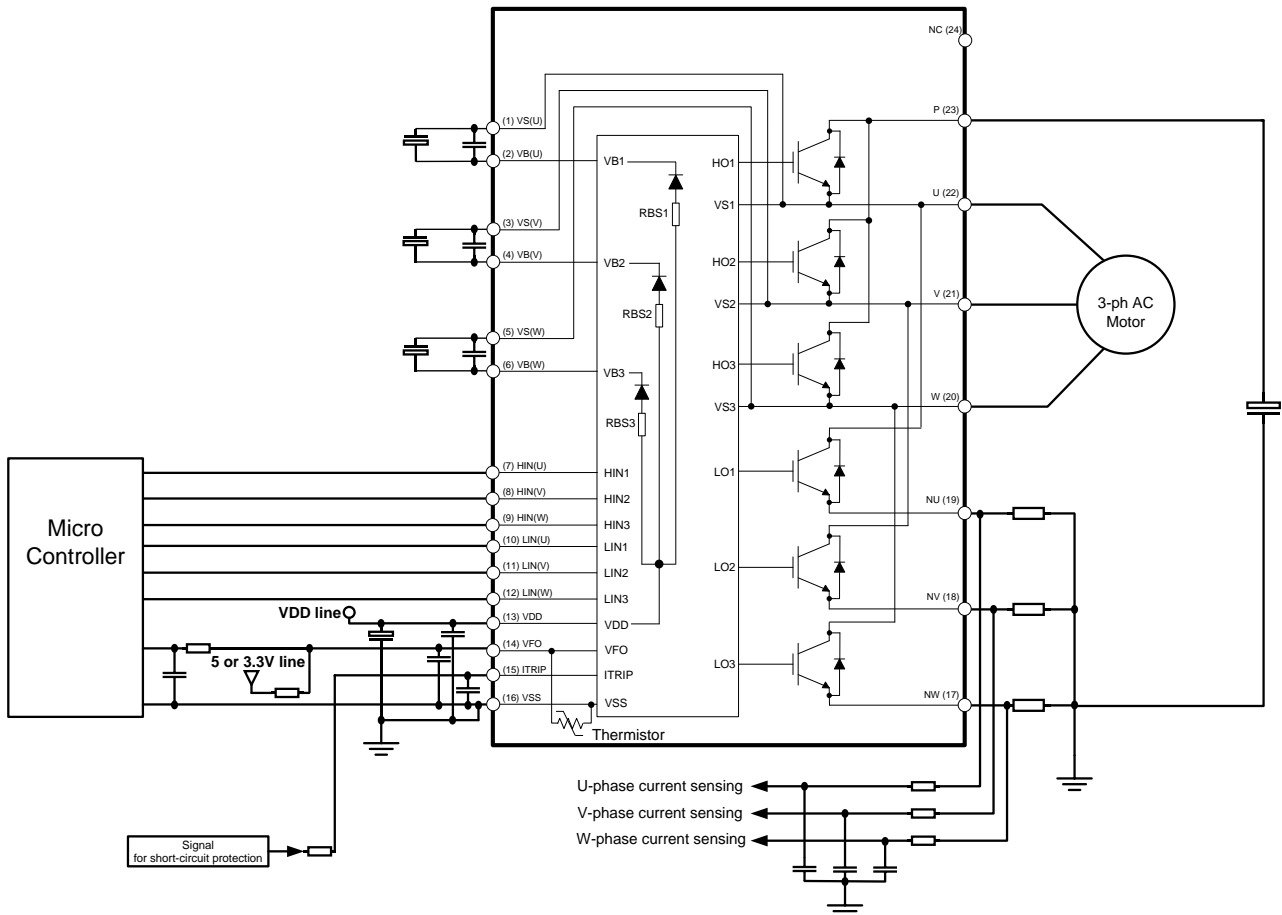 NC (24)
P (23)
(1) VS(U)
(2) VB(U)
VB1
HO1
RBS1
VS1
U (22)
(3) VS(V)
(4) VB(V)
VB2
HO2
RBS2
VS2
V (21)
3-ph AC
Motor
(5) VS(W)
(6) VB(W)
VB3
HO3
RBS3
VS3
W (20)
Micro
Controller
(7) HIN(U)
HIN1
LO1
(8) HIN(V)
HIN2
NU (19)
(9) HIN(W)
HIN3
(10) LIN(U)
LIN1
(11) LIN(V)
LIN2
LO2
(12) LIN(W)
LIN3
NV (18)
VDD line
(13) VDD
VDD
(14) VFO
VFO
5 or 3.3V line
(15) ITRIP
ITRIP
LO3
(16) VSS
VSS
NW (17)
Thermistor
U-phase current sensing
V-phase current sensing
W-phase current sensing
Signal
for short-circuit protection